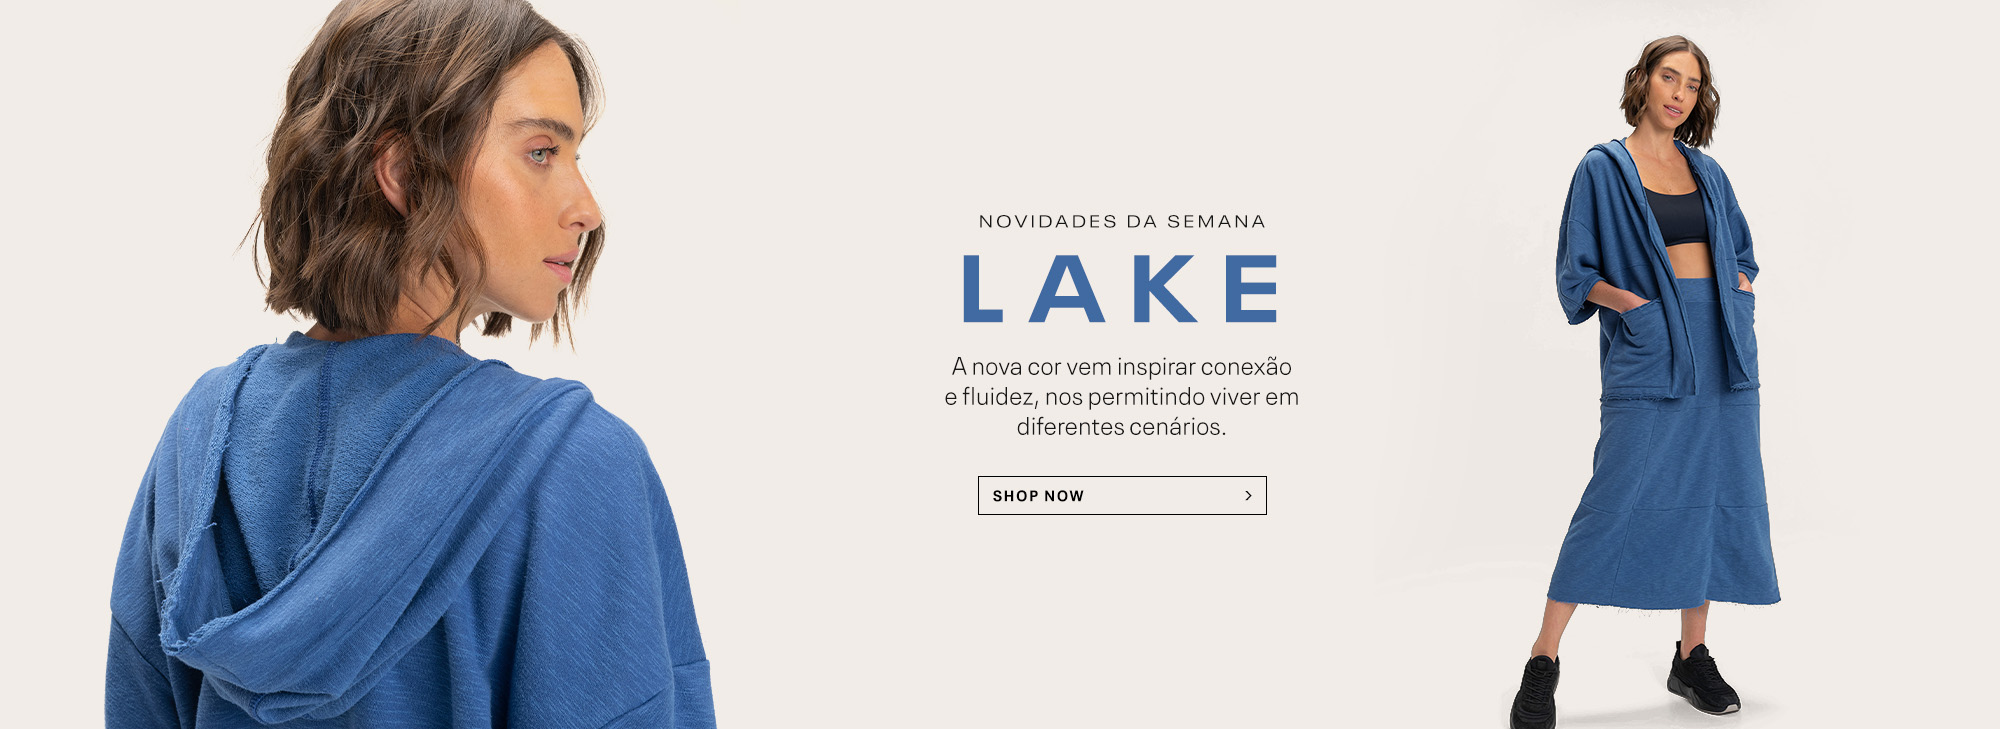 NOVIDADES DA SEMANA
LAKE
A nova cor vem inspirar conexão
e fluidez, nos permitindo viver em
diferentes cenários.
SHOP NOW >